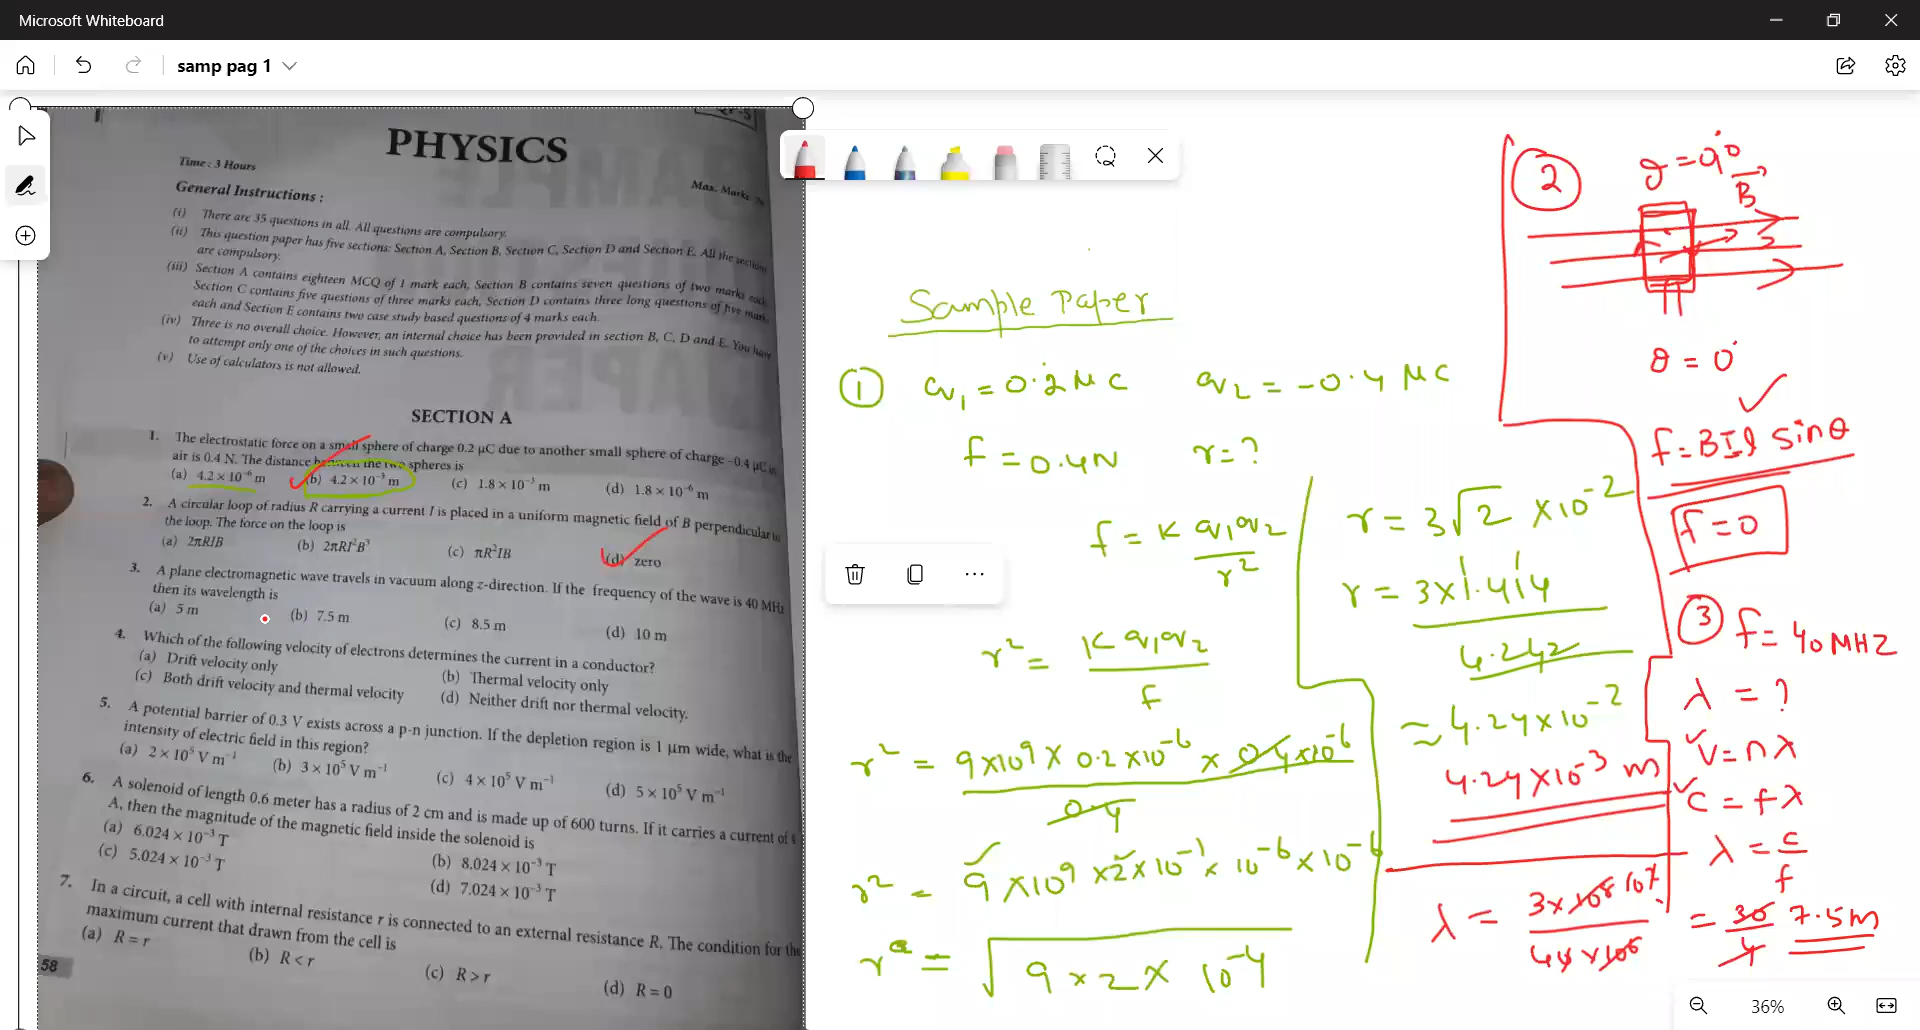 Microsoft Whiteboard
samp pag 1
PHYSICS
Time : 3 Hours
Max. Marks
General Instructions :
(i) There are 35 questions in all. All questions are compulsory.
(ii) This question paper has five sections: Section A, Section B, Section C, Section D and Section E. All the sections
are compulsory.
(iii) Section A contains eighteen MCQ of 1 mark each, Section B contains seven questions of two marks each,
Section C contains five questions of three marks each, Section D contains three long questions of five marks
each and Section E contains two case study based questions of 4 marks each.
(iv) Three is no overall choice. However, an internal choice has been provided in section B, C, D and E. You have
to attempt only one of the choices in such questions.
(v) Use of calculators is not allowed.
SECTION A
1. The electrostatic force on a small sphere of charge 0.2 μC due to another small sphere of charge –0.4 μC in
air is 0.4 N. The distance between the two spheres is
(a) 4.2 × 10⁻⁶ m (b) 4.2 × 10⁻³ m (c) 1.8 × 10⁻³ m (d) 1.8 × 10⁻⁶ m
2. A circular loop of radius R carrying a current I is placed in a uniform magnetic field of B perpendicular to
the loop. The force on the loop is
(a) 2πRIB (b) 2πRI²B³ (c) πR²IB (d) zero
3. A plane electromagnetic wave travels in vacuum along z-direction. If the frequency of the wave is 40 MHz
then its wavelength is
(a) 5 m (b) 7.5 m (c) 8.5 m (d) 10 m
4. Which of the following velocity of electrons determines the current in a conductor?
(a) Drift velocity only (b) Thermal velocity only
(c) Both drift velocity and thermal velocity (d) Neither drift nor thermal velocity.
5. A potential barrier of 0.3 V exists across a p-n junction. If the depletion region is 1 μm wide, what is the
intensity of electric field in this region?
(a) 2 × 10⁵ V m⁻¹ (b) 3 × 10⁵ V m⁻¹ (c) 4 × 10⁵ V m⁻¹ (d) 5 × 10⁵ V m⁻¹
6. A solenoid of length 0.6 meter has a radius of 2 cm and is made up of 600 turns. If it carries a current of 4
A, then the magnitude of the magnetic field inside the solenoid is
(a) 6.024 × 10⁻³ T (b) 8.024 × 10⁻³ T
(c) 5.024 × 10⁻³ T (d) 7.024 × 10⁻³ T
7. In a circuit, a cell with internal resistance r is connected to an external resistance R. The condition for the
maximum current that drawn from the cell is
(a) R = r (b) R < r (c) R > r (d) R = 0
58
Sample Paper
① q₁ = 0.2 μC q₂ = -0.4 μC
f = 0.4N r = ?
f = K q₁q₂ / r²
r² = K q₁q₂ / f
r² = 9×10⁹ × 0.2×10⁻⁶ × 0.4×10⁻⁶ / 0.4
r² = 9×10⁹ × 2×10⁻¹ × 10⁻⁶ × 10⁻⁶
r = √9×2×10⁻⁴
r = 3√2 ×10⁻²
r = 3×1.414
4.242
≈ 4.24×10⁻²
4.24×10⁻³ m
②
B
θ = 0°
f = BIl sinθ
f = 0
③ f = 40 MHZ
λ = ?
v = nλ
c = fλ
λ = c/f
= 30/4 7.5m
36%